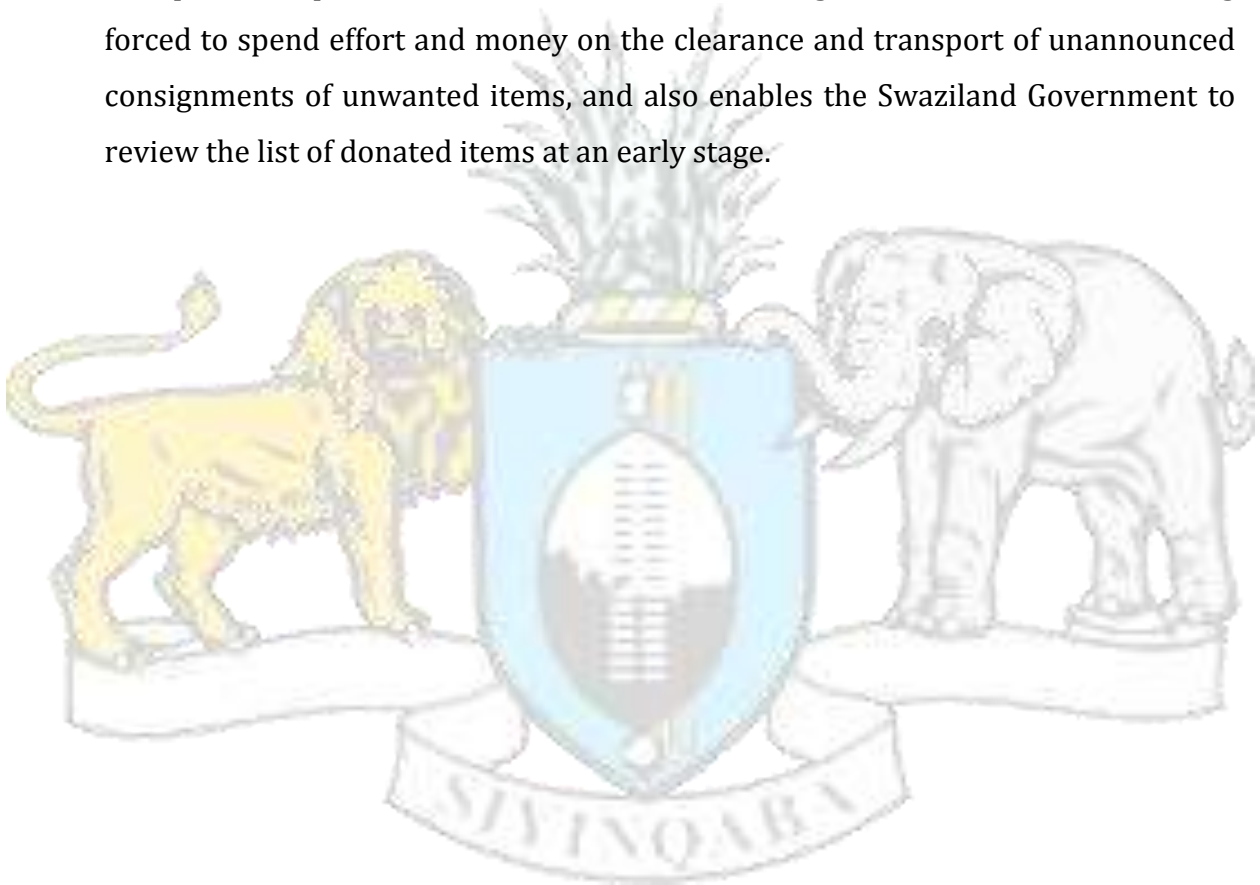 forced to spend effort and money on the clearance and transport of unannounced
consignments of unwanted items, and also enables the Swaziland Government to
review the list of donated items at an early stage.
SIYINQABA